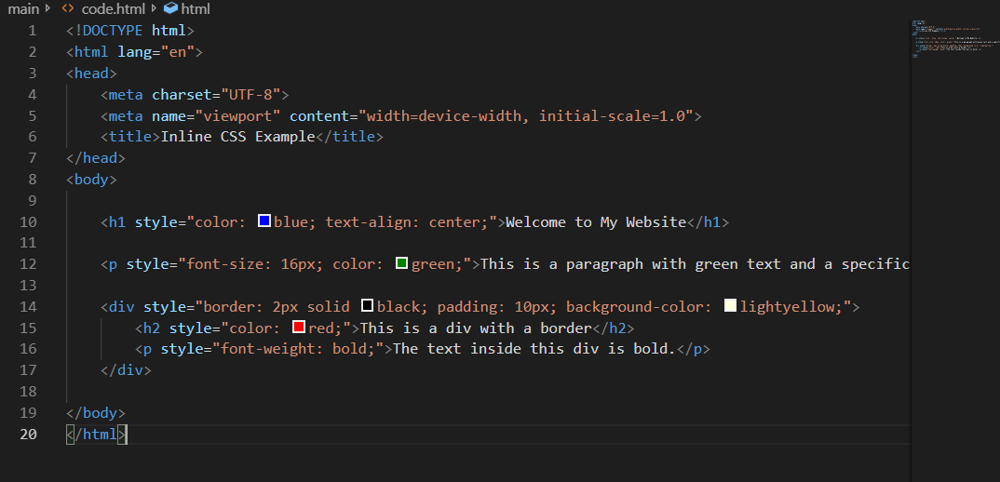 main > code.html > html
1 <!DOCTYPE html>
2 <html lang="en">
3 <head>
4     <meta charset="UTF-8">
5     <meta name="viewport" content="width=device-width, initial-scale=1.0">
6     <title>Inline CSS Example</title>
7 </head>
8 <body>
9
10     <h1 style="color: blue; text-align: center;">Welcome to My Website</h1>
11
12     <p style="font-size: 16px; color: green;">This is a paragraph with green text and a specific
13
14     <div style="border: 2px solid black; padding: 10px; background-color: lightyellow;">
15         <h2 style="color: red;">This is a div with a border</h2>
16         <p style="font-weight: bold;">The text inside this div is bold.</p>
17     </div>
18
19 </body>
20 </html>